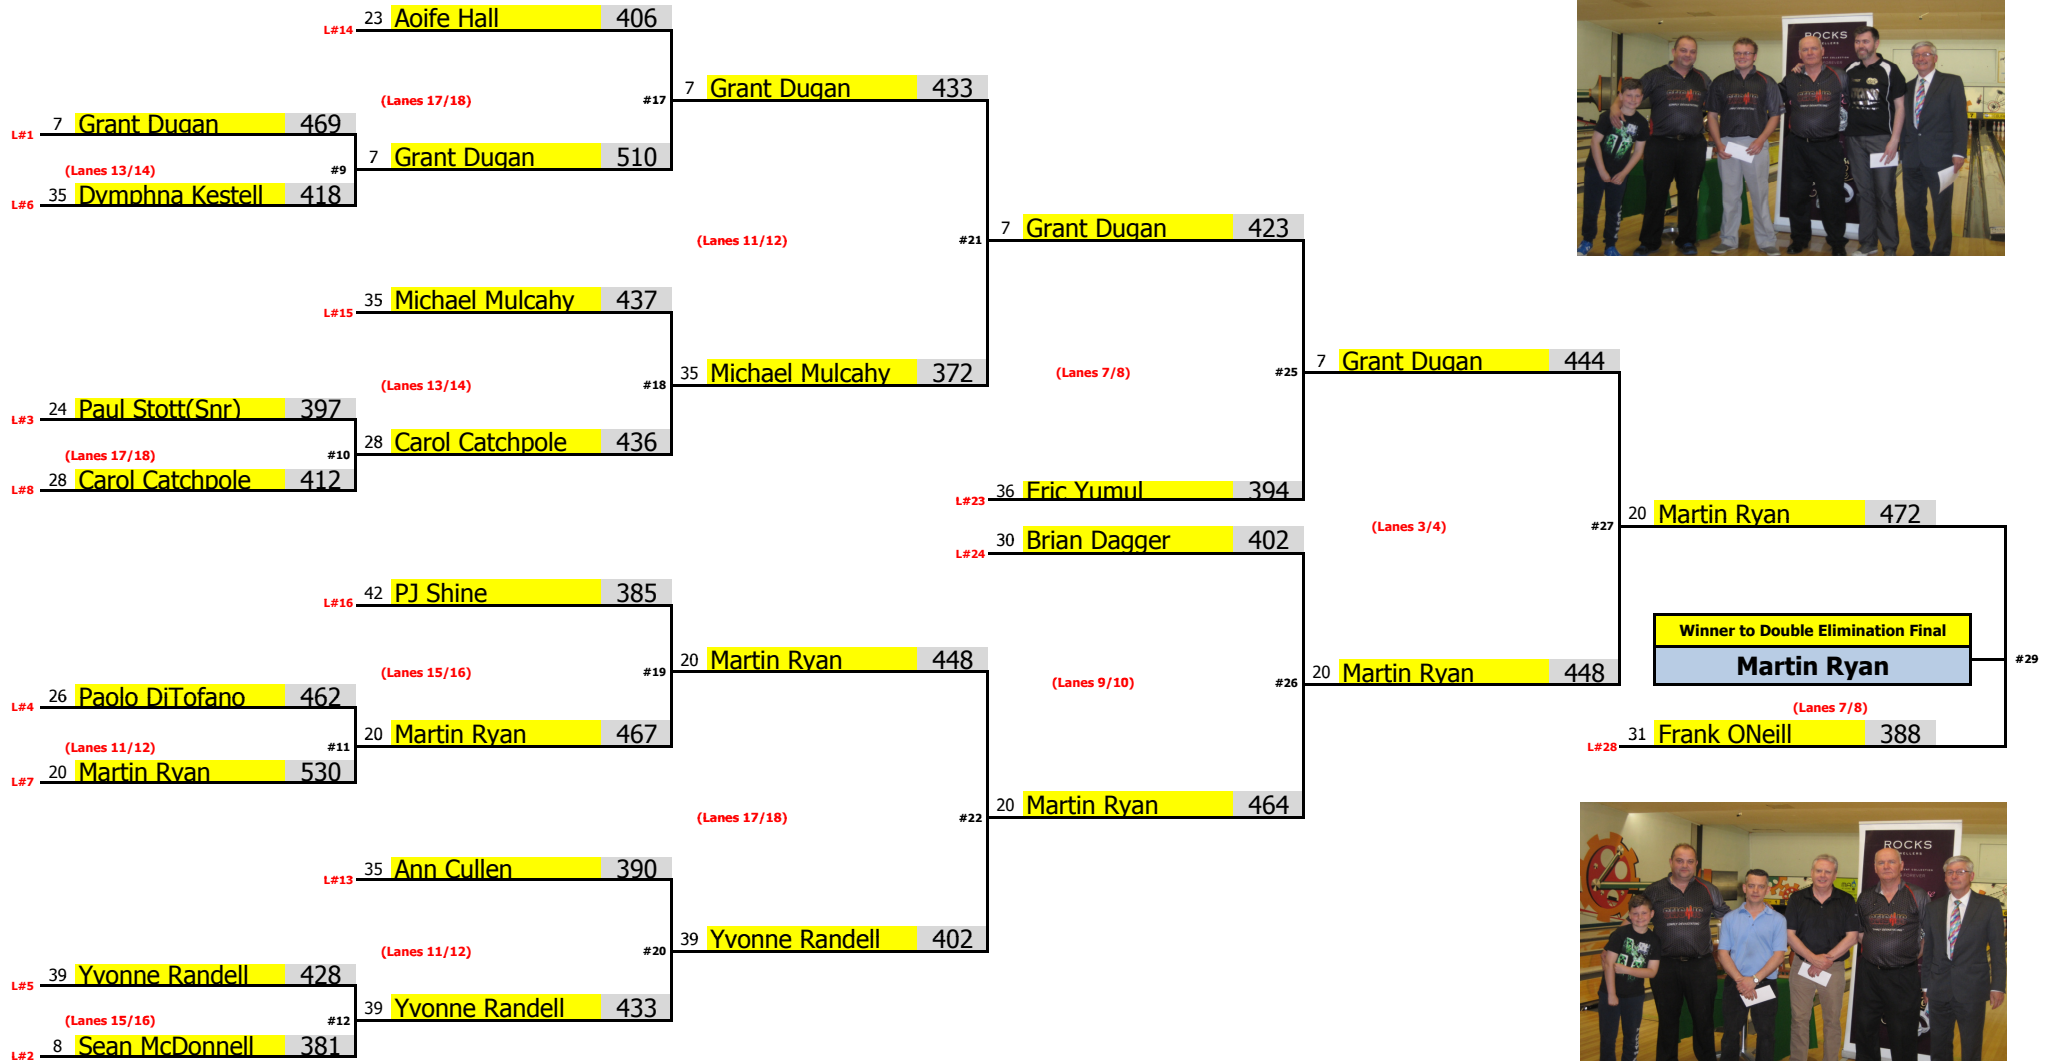 23 Aoife Hall 406
L#14
7 Grant Dugan 433
(Lanes 17/18) #17
7 Grant Dugan 469
L#1
7 Grant Dugan 510
(Lanes 13/14) #9
35 Dymphna Kestell 418
L#6
7 Grant Dugan 423
(Lanes 11/12) #21
35 Michael Mulcahy 437
L#15
7 Grant Dugan 444
35 Michael Mulcahy 372
(Lanes 7/8) #25
(Lanes 13/14) #18
24 Paul Stott(Snr) 397
L#3
28 Carol Catchpole 436
(Lanes 17/18) #10
28 Carol Catchpole 412
L#8
36 Eric Yumul 394
L#23
20 Martin Ryan 472
(Lanes 3/4) #27
30 Brian Dagger 402
L#24
42 PJ Shine 385
L#16
Winner to Double Elimination Final
Martin Ryan
#29
20 Martin Ryan 448
(Lanes 15/16) #19
20 Martin Ryan 448
(Lanes 9/10) #26
26 Paolo DiTofano 462
L#4
(Lanes 7/8)
20 Martin Ryan 467
31 Frank ONeill 388
L#28
(Lanes 11/12) #11
20 Martin Ryan 530
L#7
20 Martin Ryan 464
(Lanes 17/18) #22
35 Ann Cullen 390
L#13
39 Yvonne Randell 402
(Lanes 11/12) #20
39 Yvonne Randell 428
L#5
39 Yvonne Randell 433
(Lanes 15/16) #12
8 Sean McDonnell 381
L#2
ROCKS
ROCKS